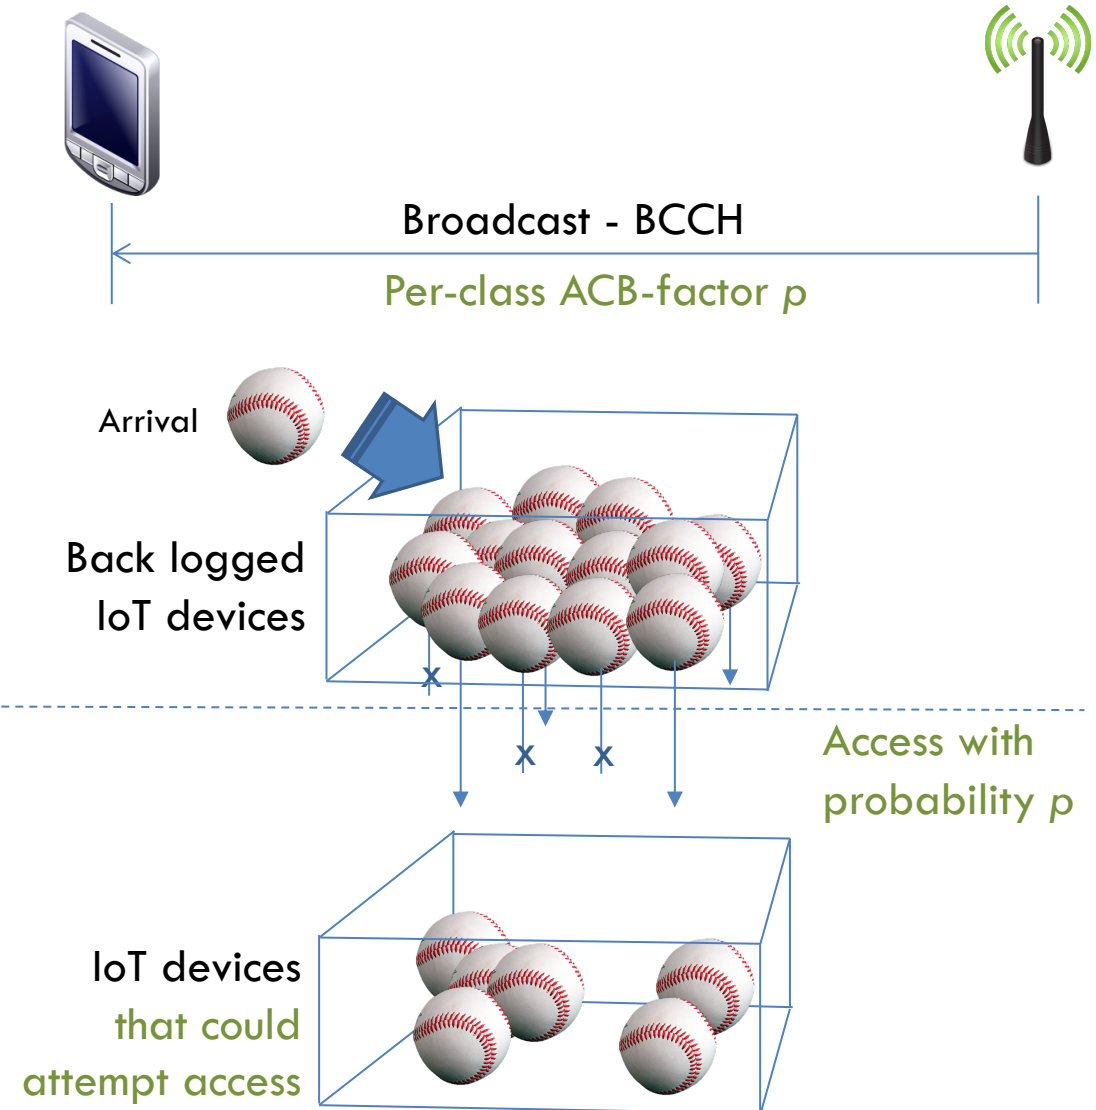 Broadcast - BCCH
Per-class ACB-factor p
Arrival
Back logged
IoT devices
x
x
x
Access with
probability p
IoT devices
that could
attempt access